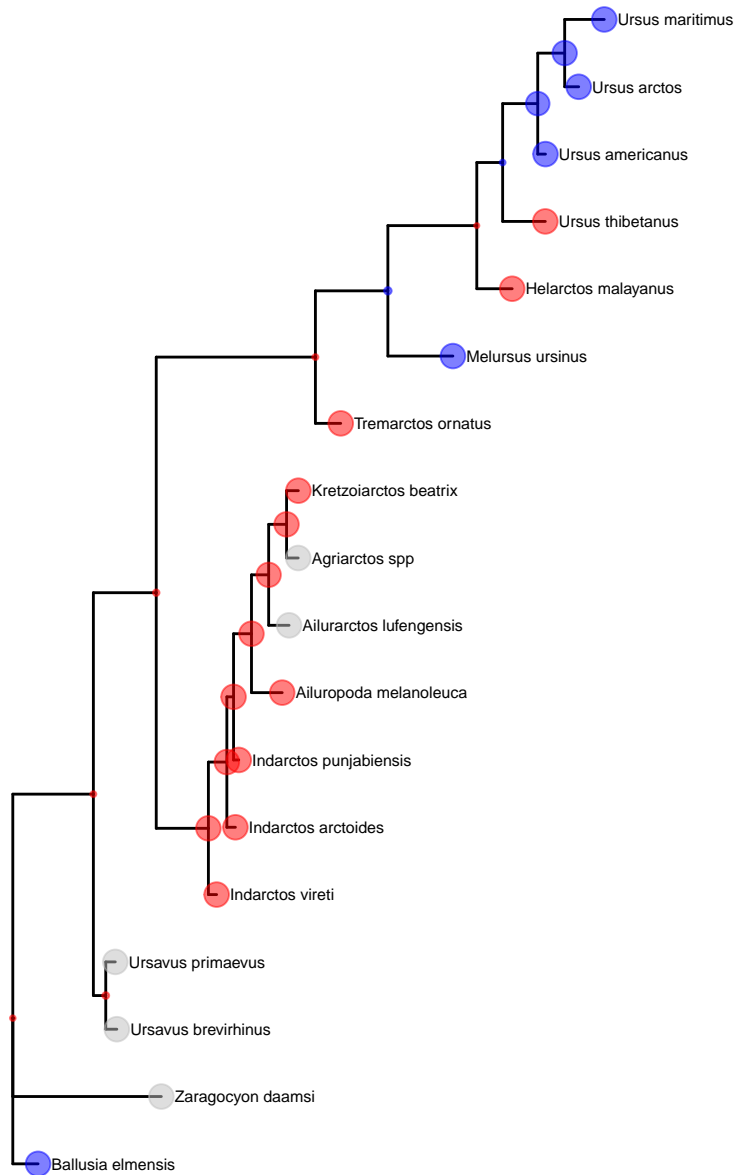 Ursus maritimus
Ursus arctos
Ursus americanus
Ursus thibetanus
Helarctos malayanus
Melursus ursinus
Tremarctos ornatus
Kretzoiarctos beatrix
Agriarctos spp
Ailurarctos lufengensis
Ailuropoda melanoleuca
Indarctos punjabiensis
Indarctos arctoides
Indarctos vireti
Ursavus primaevus
Ursavus brevirhinus
Zaragocyon daamsi
Ballusia elmensis